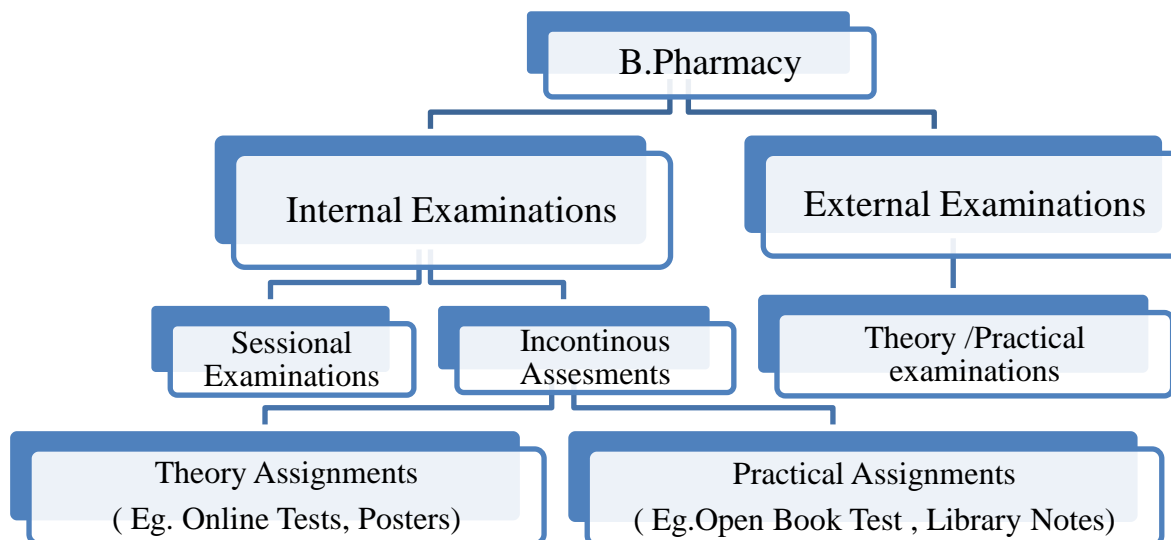 B.Pharmacy
Internal Examinations
External Examinations
Sessional
Examinations
Incontinous
Assesments
Theory /Practical
examinations
Theory Assignments
( Eg. Online Tests, Posters)
Practical Assignments
( Eg.Open Book Test , Library Notes)